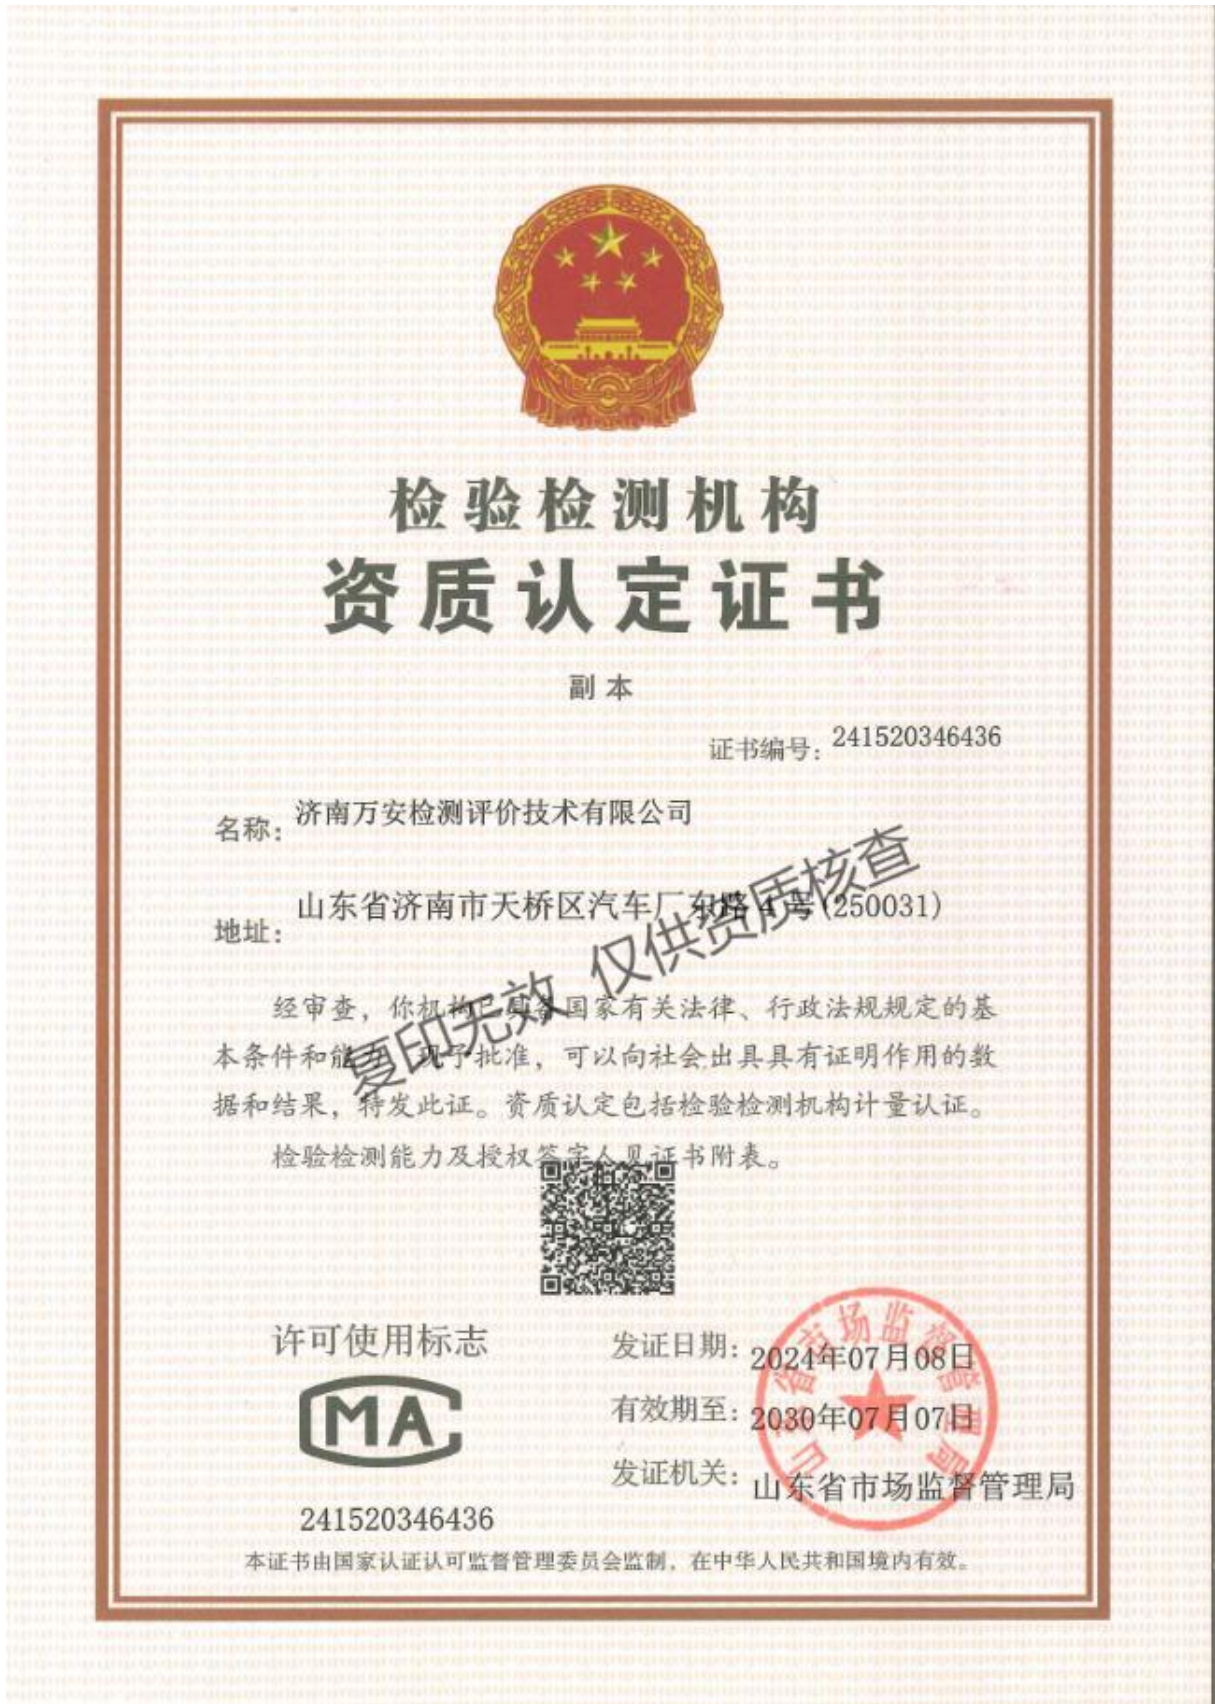 检验检测机构
资质认定证书
副本
证书编号：241520346436
名称：济南万安检测评价技术有限公司
地址：山东省济南市天桥区汽车厂东路4号(250031)
复印无效 仅供资质核查
经审查，你机构已具备国家有关法律、行政法规规定的基
本条件和能力，现予批准，可以向社会出具具有证明作用的数
据和结果，特发此证。资质认定包括检验检测机构计量认证。
检验检测能力及授权签字人见证书附表。
许可使用标志
MA
241520346436
发证日期：2024年07月08日
有效期至：2030年07月07日
发证机关：山东省市场监督管理局
山东省市场监督管理局
本证书由国家认证认可监督管理委员会监制，在中华人民共和国境内有效。